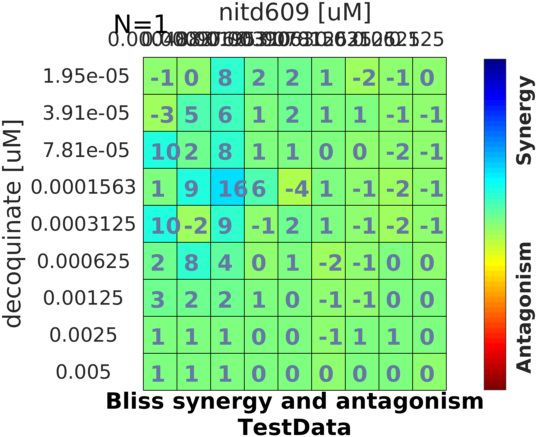 nitd609 [uM]
N=1
decoquinate [uM]
1.95e-05 -1 0 8 2 2 1 -2 -1 0
3.91e-05 -3 5 6 1 2 1 1 -1 -1
7.81e-05 10 2 8 1 1 0 0 -2 -1
0.0001563 1 9 16 6 -4 1 -1 -2 -1
0.0003125 10 -2 9 -1 2 1 -1 -2 -1
0.000625 2 8 4 0 1 -2 -1 0 0
0.00125 3 2 2 1 0 -1 -1 0 0
0.0025 1 1 1 0 0 -1 1 1 0
0.005 1 1 1 0 0 0 0 0 0
Synergy
Antagonism
Bliss synergy and antagonism
TestData